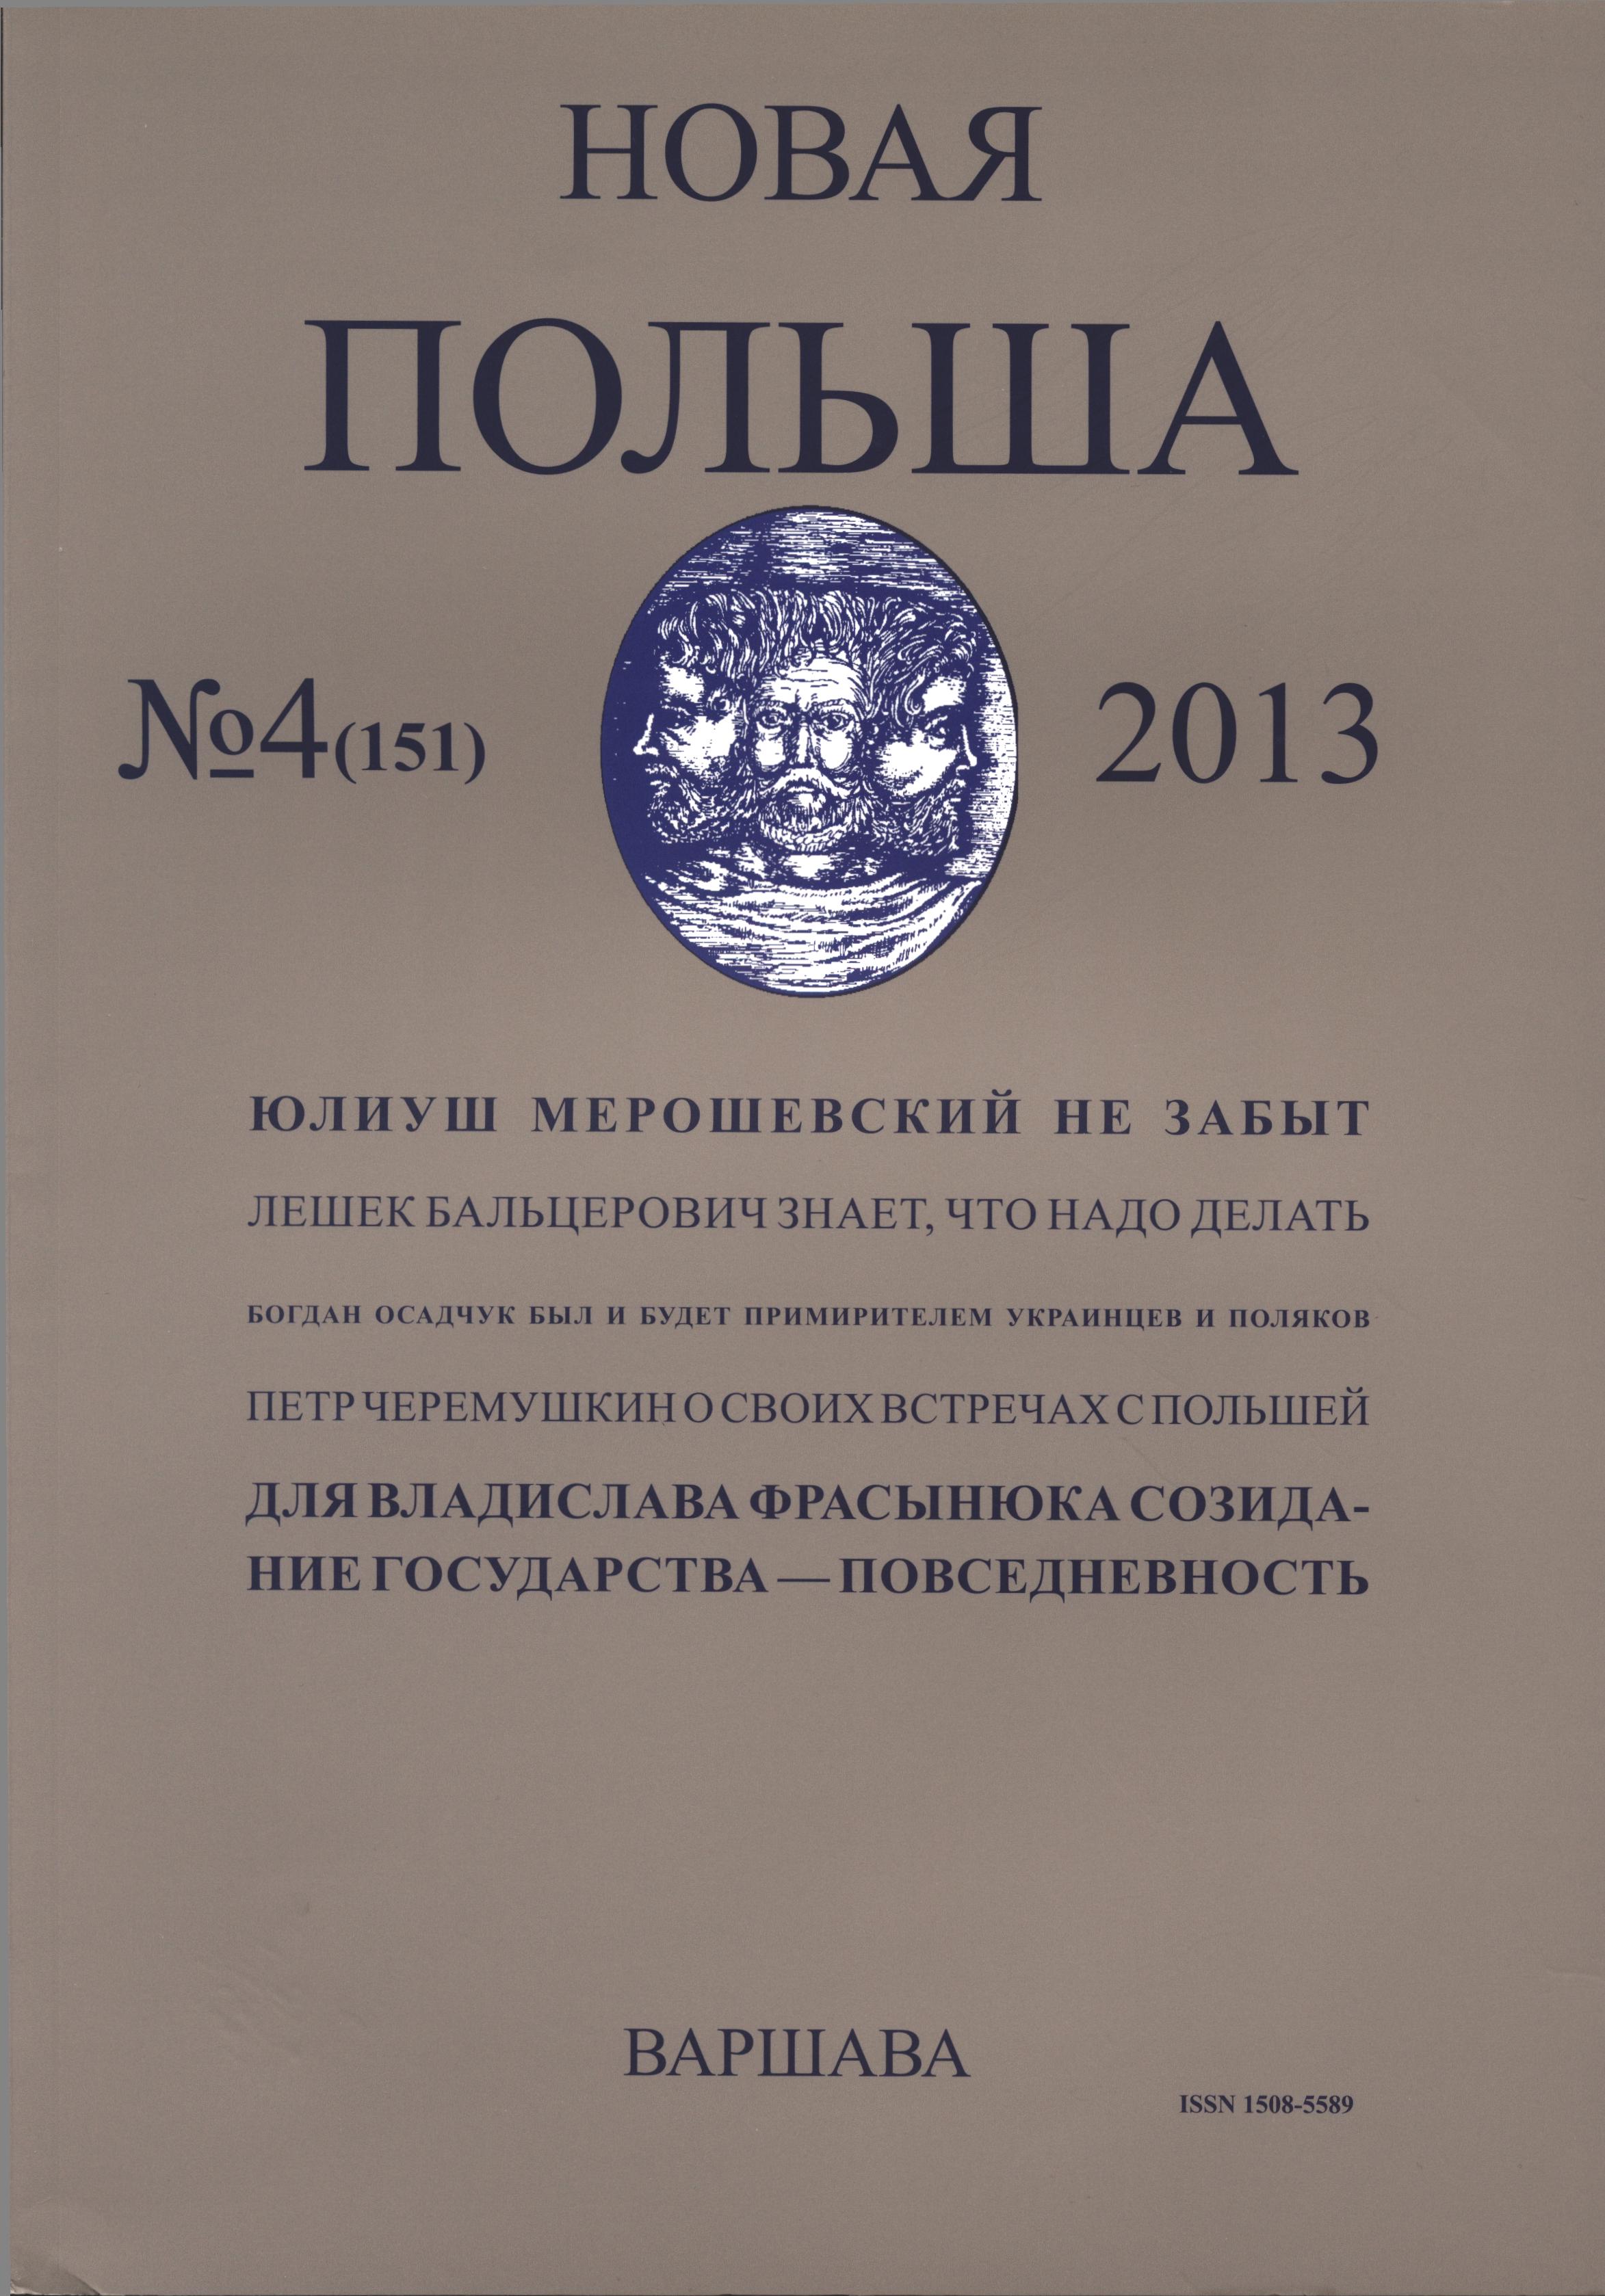 НОВАЯ
ПОЛЬША
№4(151)
2013
ЮЛИУШ МЕРОШЕВСКИЙ НЕ ЗАБЫТ
ЛЕШЕК БАЛЬЦЕРОВИЧ ЗНАЕТ, ЧТО НАДО ДЕЛАТЬ
БОГДАН ОСАДЧУК БЫЛ И БУДЕТ ПРИМИРИТЕЛЕМ УКРАИНЦЕВ И ПОЛЯКОВ
ПЕТР ЧЕРЕМУШКИН О СВОИХ ВСТРЕЧАХ С ПОЛЬШЕЙ
ДЛЯ ВЛАДИСЛАВА ФРАСЫНЮКА СОЗИДА-
НИЕ ГОСУДАРСТВА — ПОВСЕДНЕВНОСТЬ
ВАРШАВА
ISSN 1508-5589